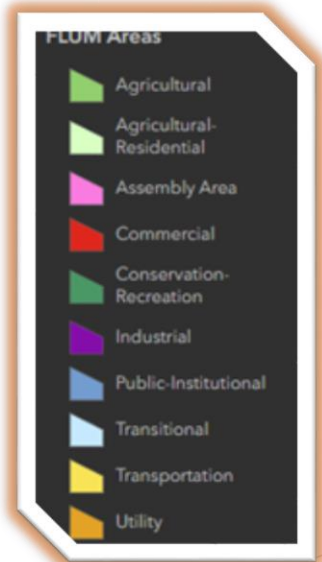 FLUM Areas
Agricultural
Agricultural-
Residential
Assembly Area
Commercial
Conservation-
Recreation
Industrial
Public-Institutional
Transitional
Transportation
Utility